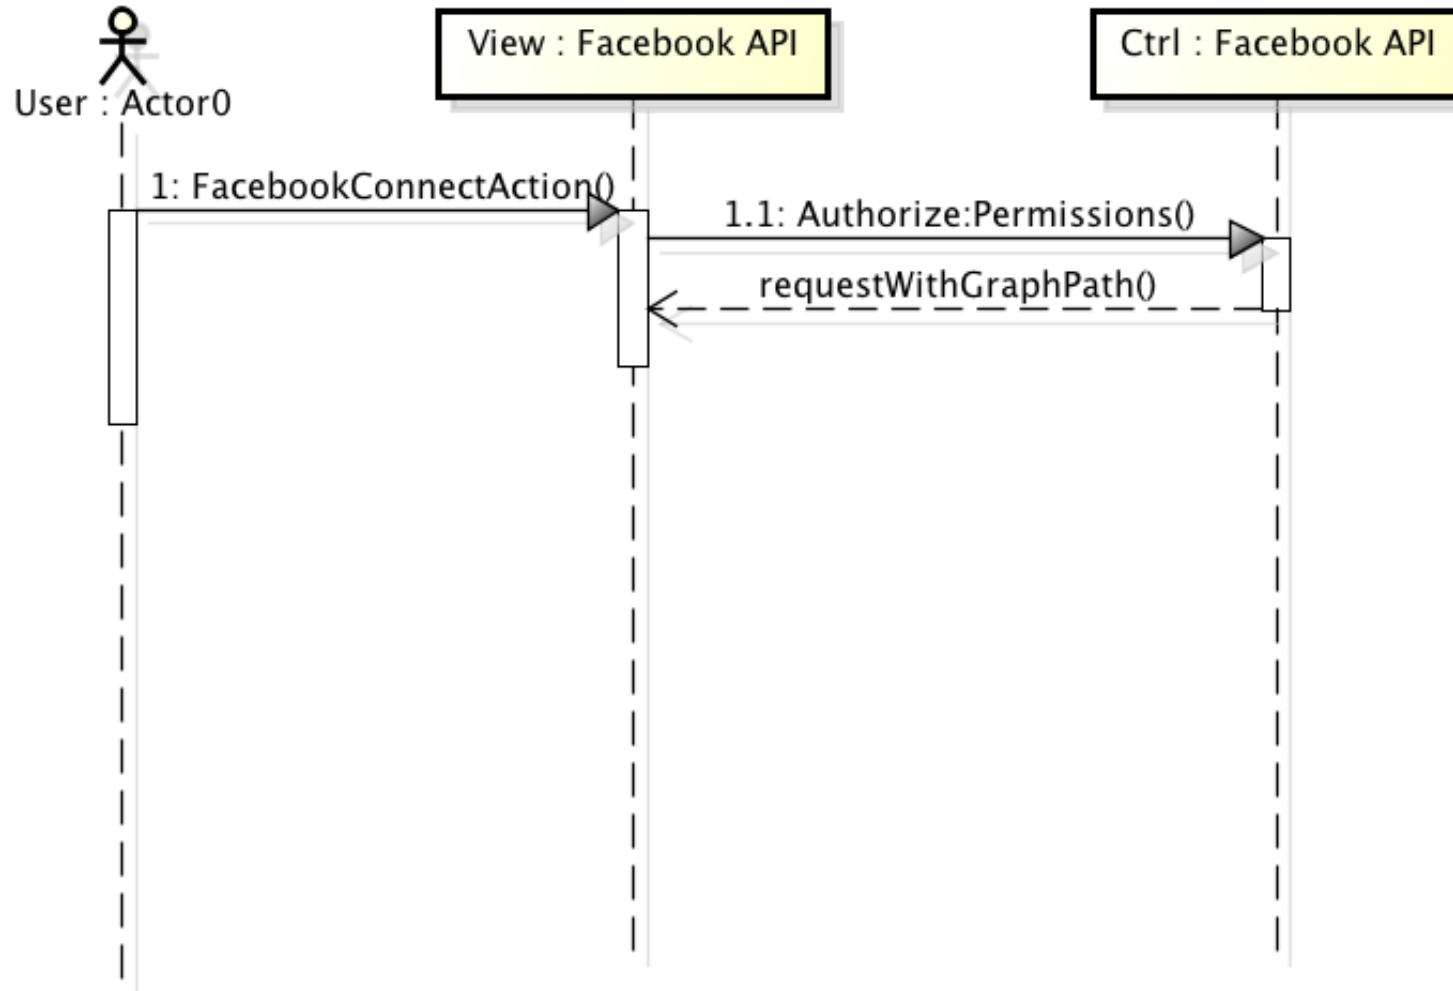 View : Facebook API
Ctrl : Facebook API
User : Actor0
1: FacebookConnectAction()
1.1: Authorize:Permissions()
requestWithGraphPath()